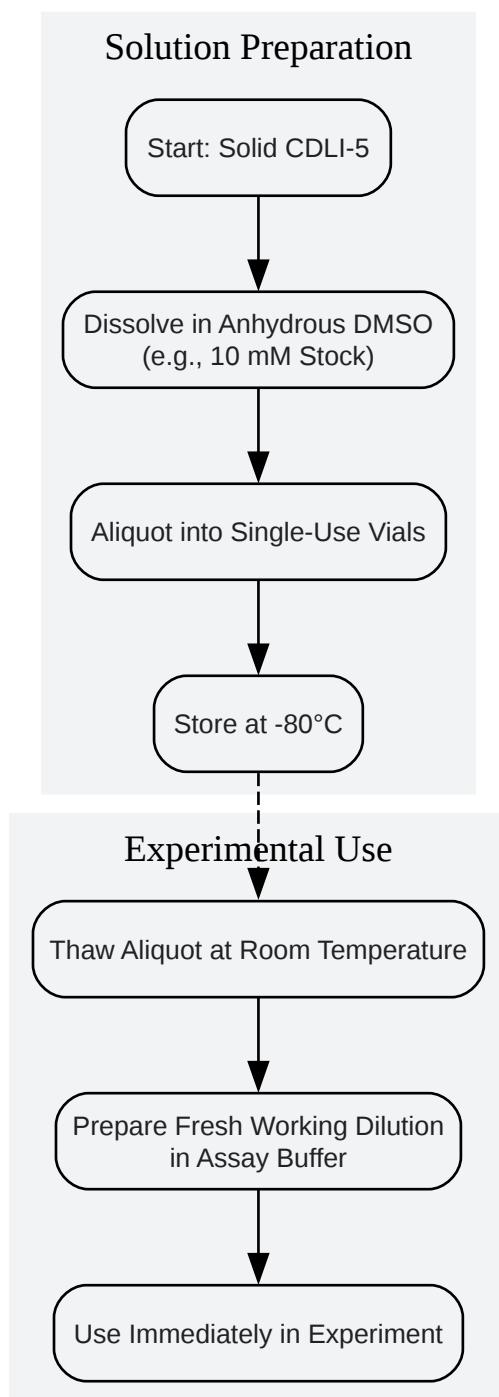 Solution Preparation
Start: Solid CDLI-5
Dissolve in Anhydrous DMSO
(e.g., 10 mM Stock)
Aliquot into Single-Use Vials
Store at -80°C
Experimental Use
Thaw Aliquot at Room Temperature
Prepare Fresh Working Dilution
in Assay Buffer
Use Immediately in Experiment